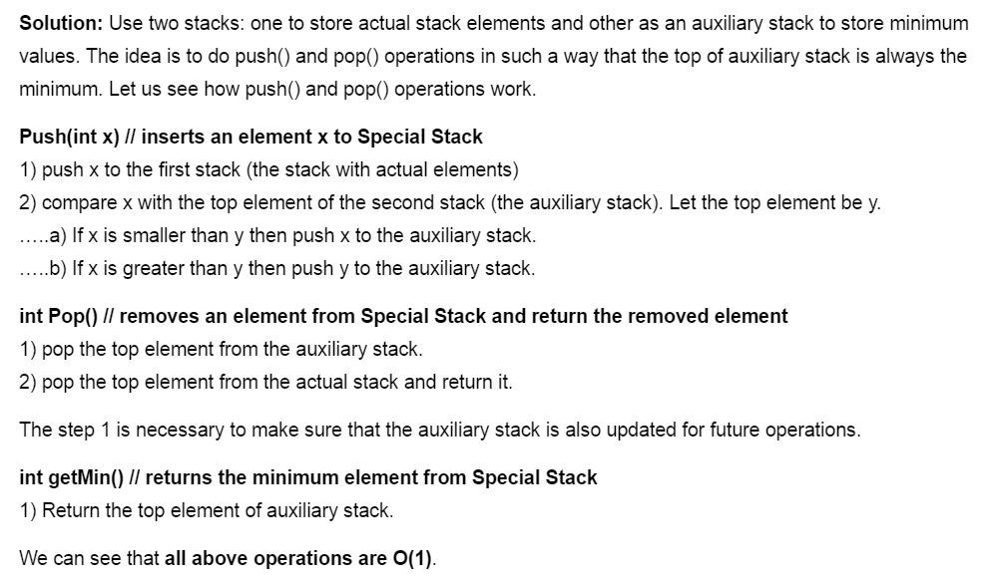 Solution: Use two stacks: one to store actual stack elements and other as an auxiliary stack to store minimum
values. The idea is to do push() and pop() operations in such a way that the top of auxiliary stack is always the
minimum. Let us see how push() and pop() operations work.
Push(int x) // inserts an element x to Special Stack
1) push x to the first stack (the stack with actual elements)
2) compare x with the top element of the second stack (the auxiliary stack). Let the top element be y.
.....a) If x is smaller than y then push x to the auxiliary stack.
.....b) If x is greater than y then push y to the auxiliary stack.
int Pop() // removes an element from Special Stack and return the removed element
1) pop the top element from the auxiliary stack.
2) pop the top element from the actual stack and return it.
The step 1 is necessary to make sure that the auxiliary stack is also updated for future operations.
int getMin() // returns the minimum element from Special Stack
1) Return the top element of auxiliary stack.
We can see that all above operations are O(1).